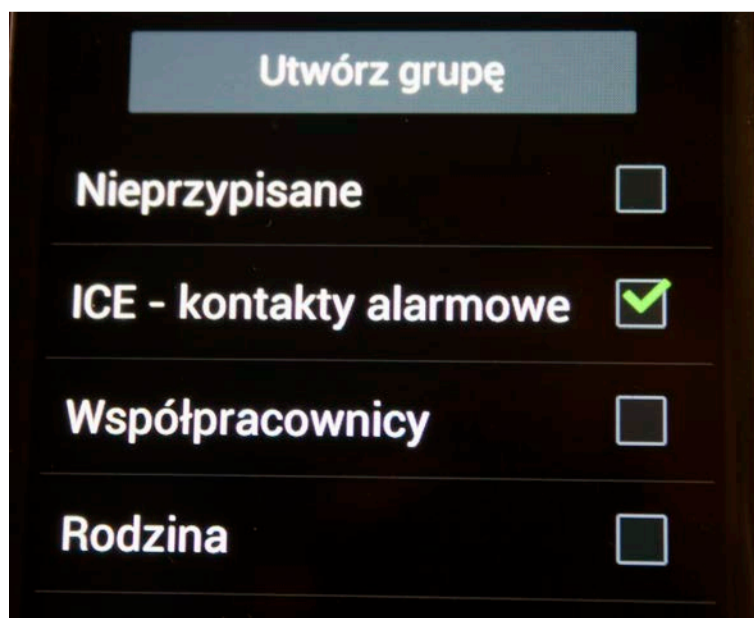 Utwórz grupę
Nieprzypisane
ICE - kontakty alarmowe
Współpracownicy
Rodzina